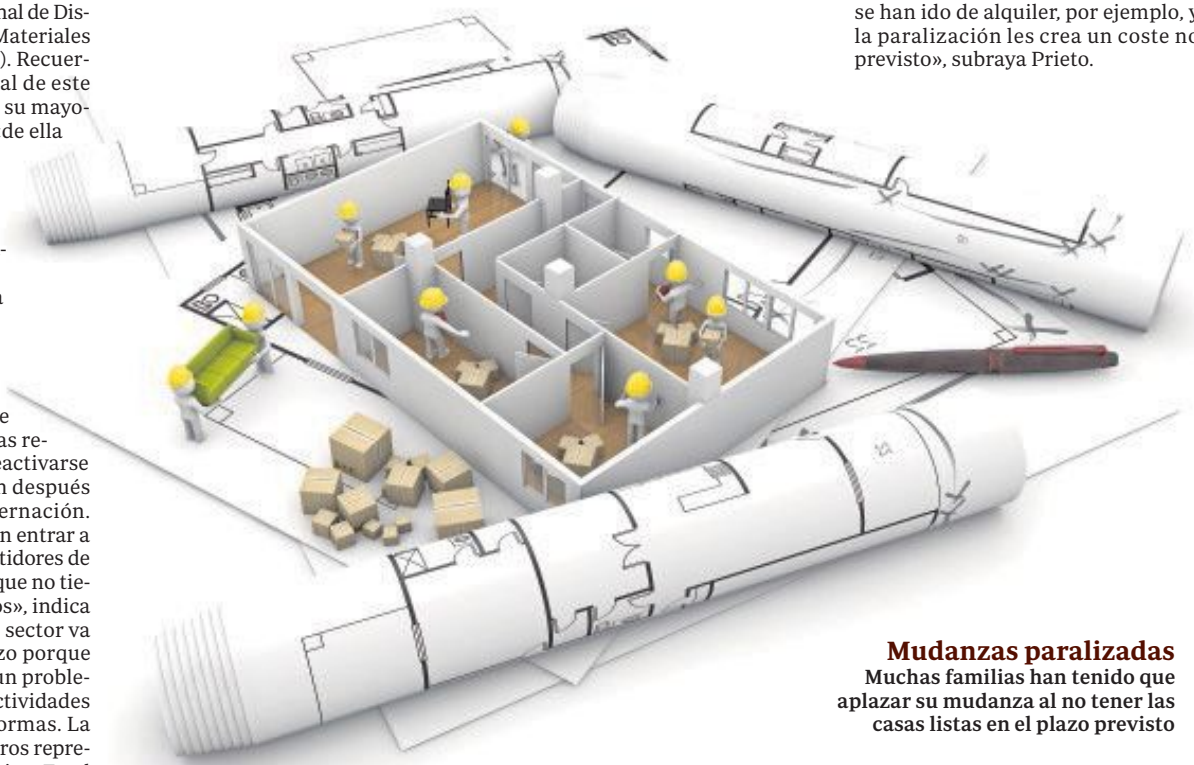 nal de Dis-
Materiales
). Recuer-
al de este
su mayo-
de ella
-
a
e
as re-
eactivarse
n después
ernación.
n entrar a
tidores de
que no tie-
os», indica
sector va
zo porque
un proble-
ctividades
ormas. La
ros repre-
se han ido de alquiler, por ejemplo, y
la paralización les crea un coste no
previsto», subraya Prieto.
Mudanzas paralizadas
Muchas familias han tenido que
aplazar su mudanza al no tener las
casas listas en el plazo previsto